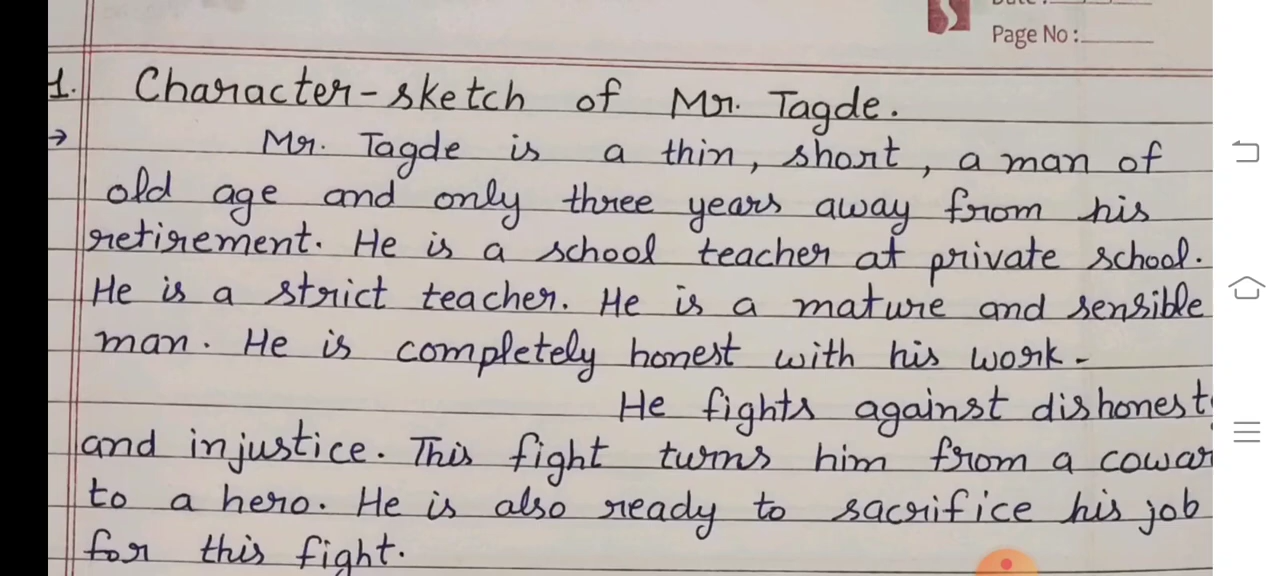 Page No :
1. Character-sketch of Mr. Tagde.
→ Mr. Tagde is a thin, short, a man of
old age and only three years away from his
retirement. He is a school teacher at private school.
He is a strict teacher. He is a mature and sensible
man. He is completely honest with his work.
He fights against dishonest
and injustice. This fight turns him from a cowar
to a hero. He is also ready to sacrifice his job
for this fight.